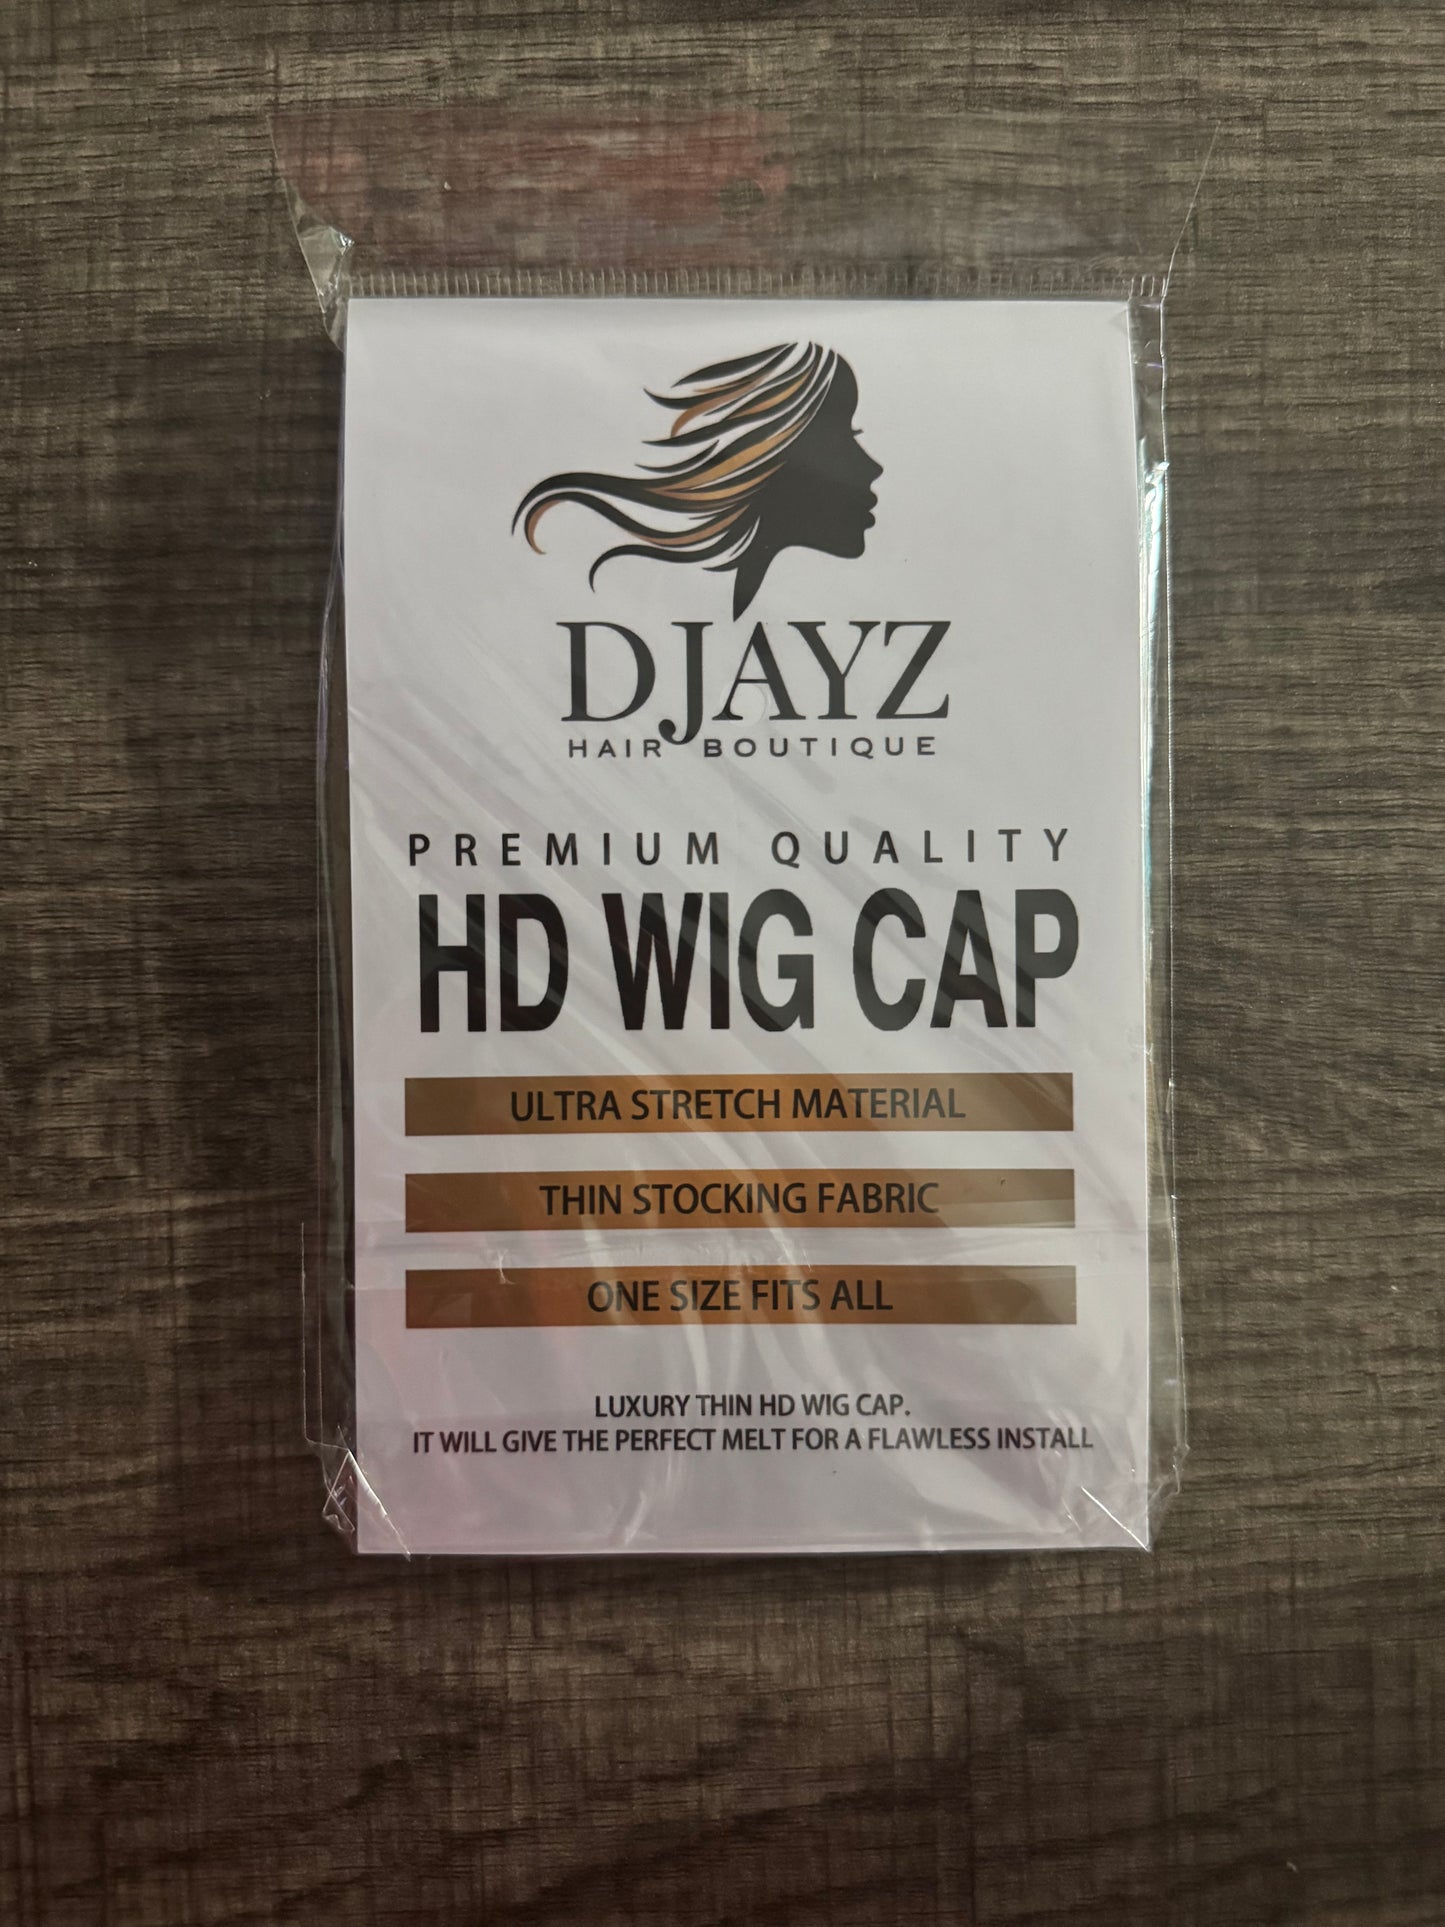 DJAYZ
HAIR BOUTIQUE
PREMIUM QUALITY
HD WIG CAP
ULTRA STRETCH MATERIAL
THIN STOCKING FABRIC
ONE SIZE FITS ALL
LUXURY THIN HD WIG CAP.
IT WILL GIVE THE PERFECT MELT FOR A FLAWLESS INSTALL